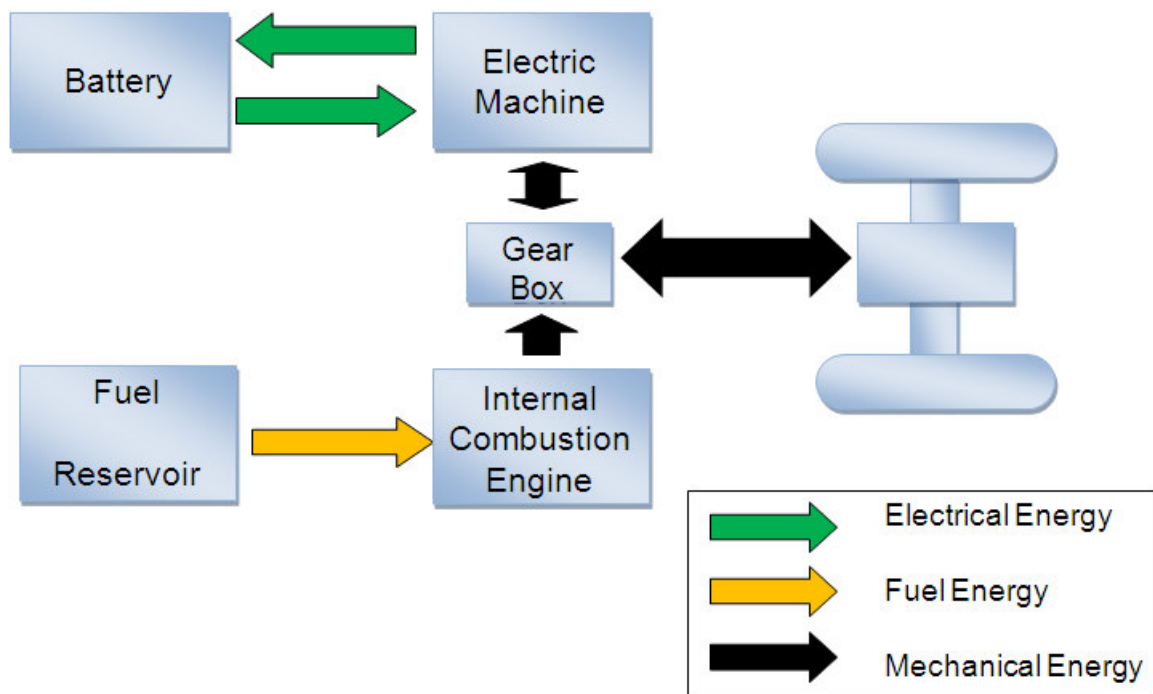 Battery
Electric
Machine
Gear
Box
Fuel
Reservoir
Internal
Combustion
Engine
Electrical Energy
Fuel Energy
Mechanical Energy